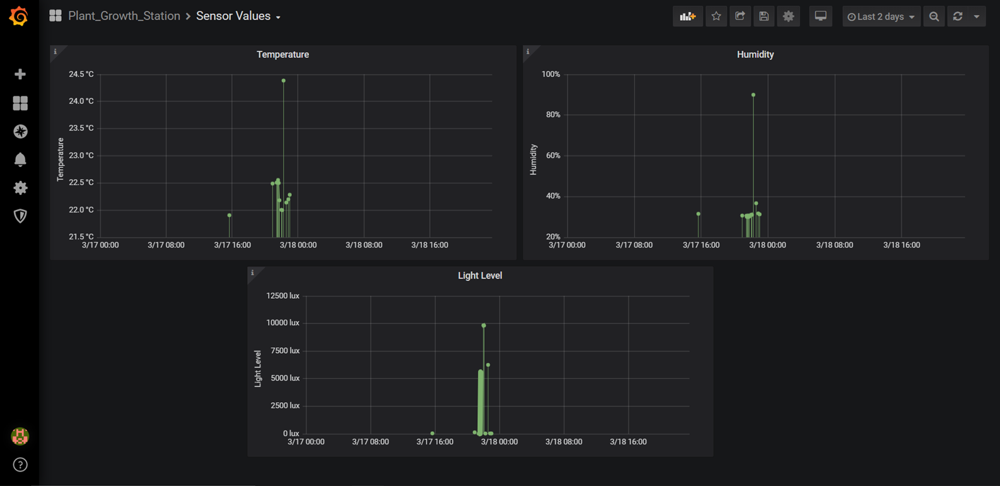 Plant_Growth_Station > Sensor Values
Last 2 days
i
Temperature
24.5 °C
24.0 °C
23.5 °C
23.0 °C
22.5 °C
22.0 °C
21.5 °C
Temperature
3/17 00:00 3/17 08:00 3/17 16:00 3/18 00:00 3/18 08:00 3/18 16:00
i
Humidity
100%
80%
60%
40%
20%
Humidity
3/17 00:00 3/17 08:00 3/17 16:00 3/18 00:00 3/18 08:00 3/18 16:00
i
Light Level
12500 lux
10000 lux
7500 lux
5000 lux
2500 lux
0 lux
Light Level
3/17 00:00 3/17 08:00 3/17 16:00 3/18 00:00 3/18 08:00 3/18 16:00
?